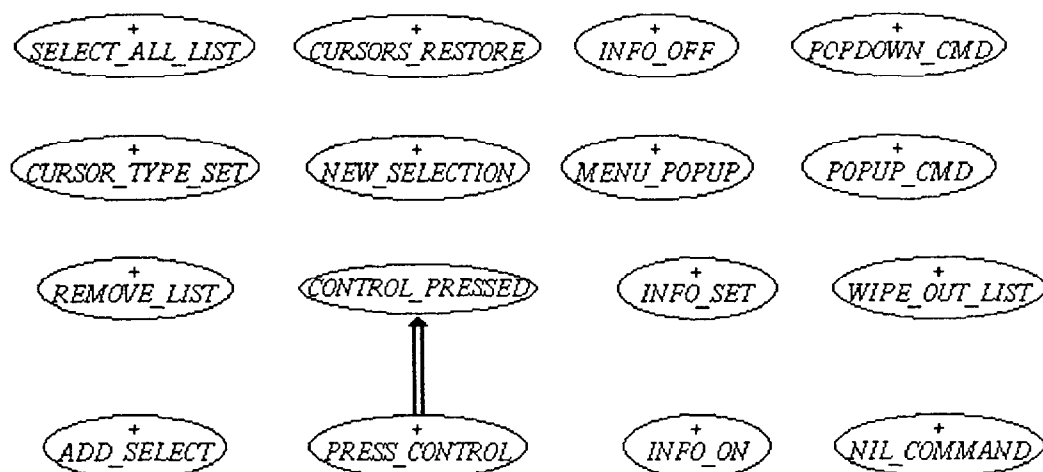 + + + +
SELECT_ALL_LIST CURSORS_RESTORE INFO_OFF POPDOWN_CMD
+ + + +
CURSOR_TYPE_SET NEW_SELECTION MENU_POPUP POPUP_CMD
+ + +
REMOVE_LIST CONTROL_PRESSED INFO_SET WIPE_OUT_LIST
+ + + +
ADD_SELECT PRESS_CONTROL INFO_ON NIL_COMMAND